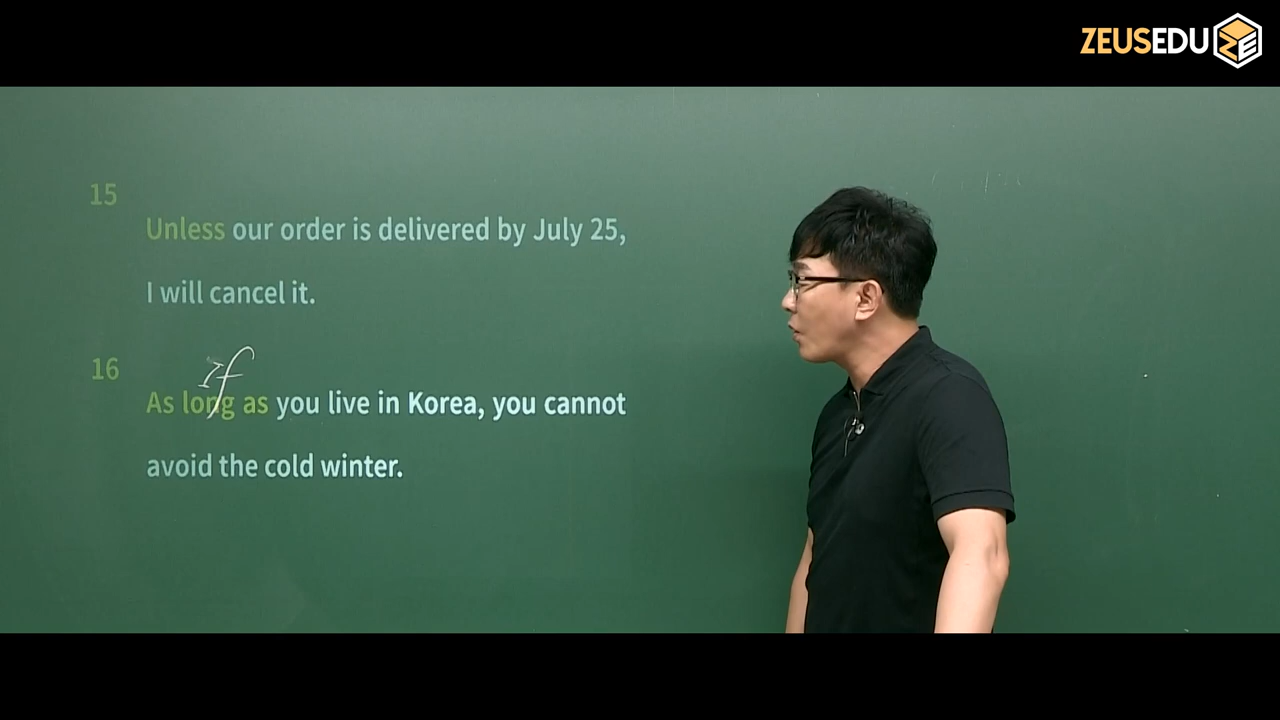 ZEUSEDU
15
Unless our order is delivered by July 25,
I will cancel it.
16
If
As long as you live in Korea, you cannot
avoid the cold winter.